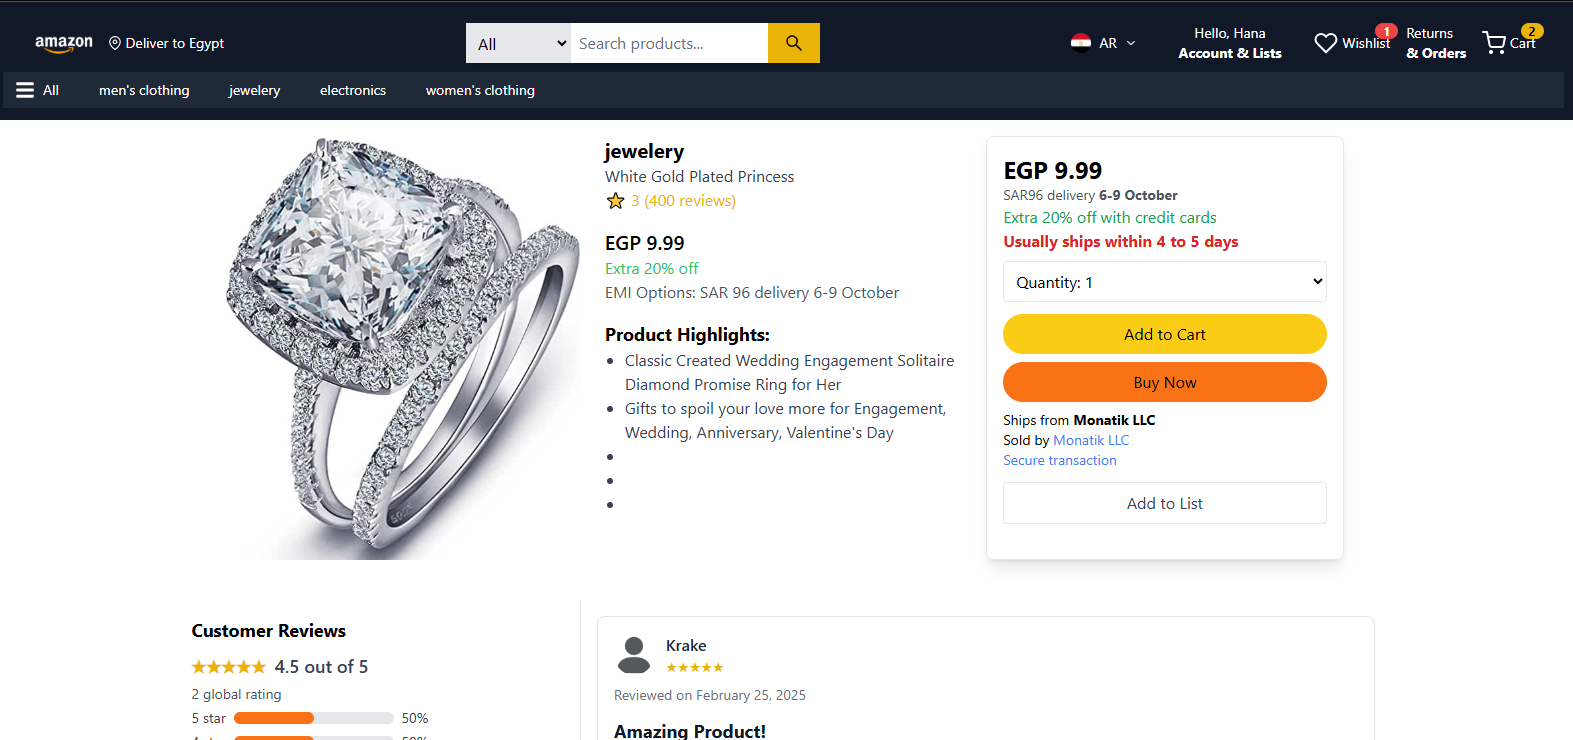 amazon
Deliver to Egypt
All
Search products...
AR
Hello, Hana
Account & Lists
1
Wishlist
Returns
& Orders
2
Cart
All
men's clothing
jewelery
electronics
women's clothing
jewelery
White Gold Plated Princess
3 (400 reviews)
EGP 9.99
Extra 20% off
EMI Options: SAR 96 delivery 6-9 October
Product Highlights:
Classic Created Wedding Engagement Solitaire
Diamond Promise Ring for Her
Gifts to spoil your love more for Engagement,
Wedding, Anniversary, Valentine's Day
EGP 9.99
SAR96 delivery 6-9 October
Extra 20% off with credit cards
Usually ships within 4 to 5 days
Quantity: 1
Add to Cart
Buy Now
Ships from Monatik LLC
Sold by Monatik LLC
Secure transaction
Add to List
Customer Reviews
4.5 out of 5
2 global rating
5 star
50%
Krake
Reviewed on February 25, 2025
Amazing Product!